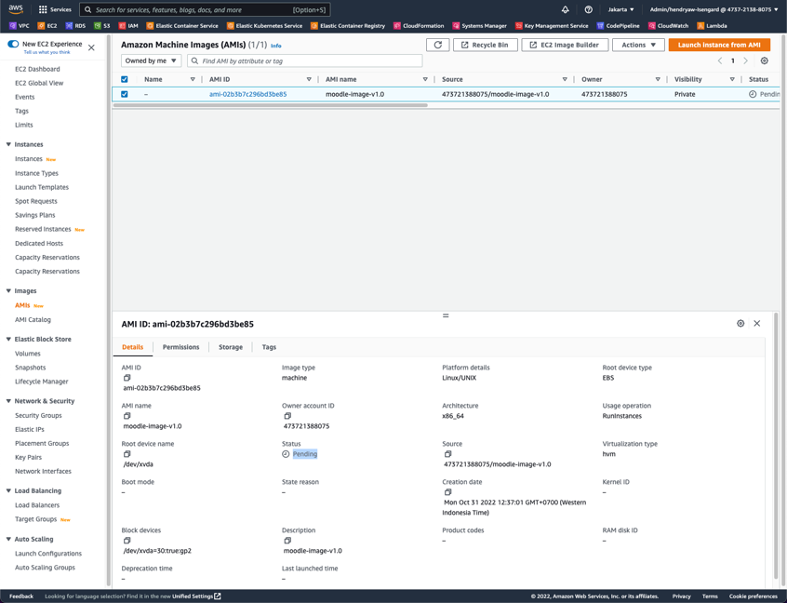 aws
Services
Search for services, features, blogs, docs, and more
[Option+S]
Jakarta
Admin/hendryaw-Isengard @ 4737-2138-8075
VPC
EC2
RDS
S3
IAM
Elastic Container Service
Elastic Kubernetes Service
Elastic Container Registry
CloudFormation
Systems Manager
Key Management Service
CodePipeline
CloudWatch
Lambda
New EC2 Experience
Tell us what you think
EC2 Dashboard
EC2 Global View
Events
Tags
Limits
Instances
Instances New
Instance Types
Launch Templates
Spot Requests
Savings Plans
Reserved Instances New
Dedicated Hosts
Capacity Reservations
Capacity Reservations
Images
AMIs New
AMI Catalog
Elastic Block Store
Volumes
Snapshots
Lifecycle Manager
Network & Security
Security Groups
Elastic IPs
Placement Groups
Key Pairs
Network Interfaces
Load Balancing
Load Balancers
Target Groups New
Auto Scaling
Launch Configurations
Auto Scaling Groups
Amazon Machine Images (AMIs) (1/1) Info
Recycle Bin
EC2 Image Builder
Actions
Launch instance from AMI
Owned by me
Find AMI by attribute or tag
1
Name
AMI ID
AMI name
Source
Owner
Visibility
Status
–
ami-02b3b7c296bd3be85
moodle-image-v1.0
473721388075/moodle-image-v1.0
473721388075
Private
Pendin
AMI ID: ami-02b3b7c296bd3be85
Details
Permissions
Storage
Tags
AMI ID
ami-02b3b7c296bd3be85
Image type
machine
Platform details
Linux/UNIX
Root device type
EBS
AMI name
moodle-image-v1.0
Owner account ID
473721388075
Architecture
x86_64
Usage operation
RunInstances
Root device name
/dev/xvda
Status
Pending
Source
473721388075/moodle-image-v1.0
Virtualization type
hvm
Boot mode
–
State reason
–
Creation date
Mon Oct 31 2022 12:37:01 GMT+0700 (Western
Indonesia Time)
Kernel ID
–
Block devices
/dev/xvda=30:true:gp2
Description
moodle-image-v1.0
Product codes
–
RAM disk ID
–
Deprecation time
–
Last launched time
–
Feedback
Looking for language selection? Find it in the new Unified Settings
© 2022, Amazon Web Services, Inc. or its affiliates.
Privacy
Terms
Cookie preferences